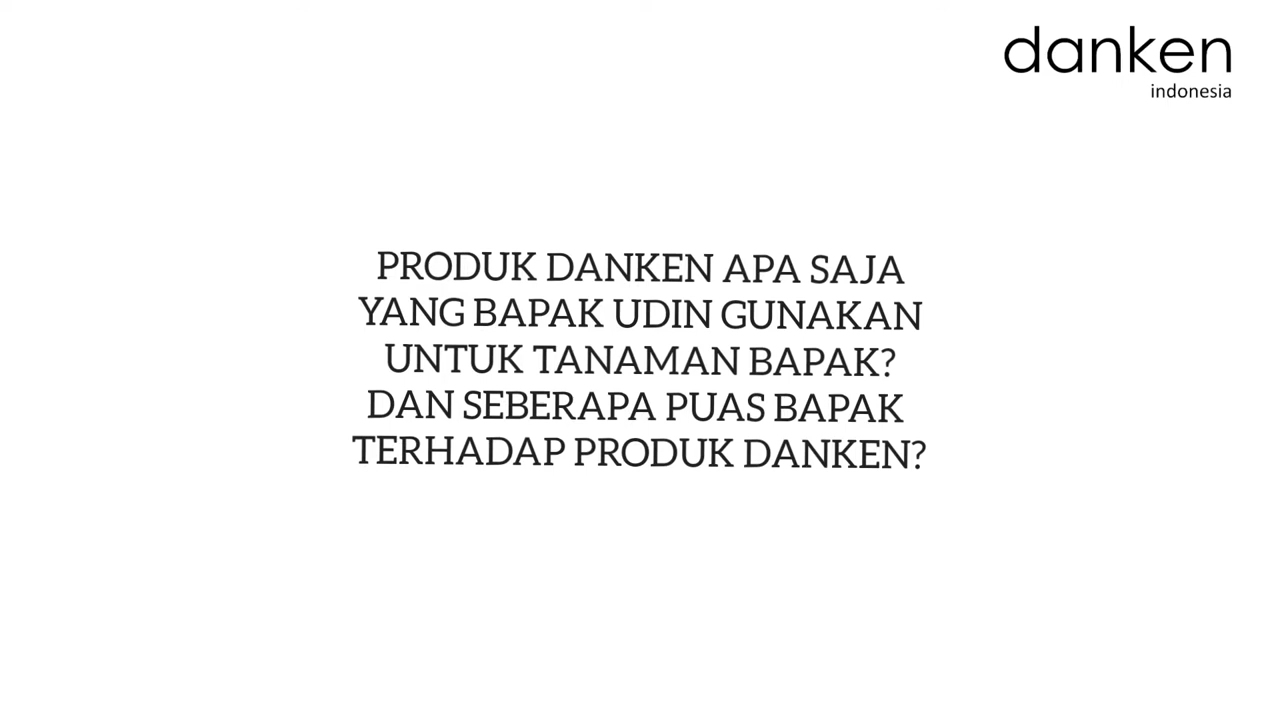 danken
indonesia
PRODUK DANKEN APA SAJA
YANG BAPAK UDIN GUNAKAN
UNTUK TANAMAN BAPAK?
DAN SEBERAPA PUAS BAPAK
TERHADAP PRODUK DANKEN?